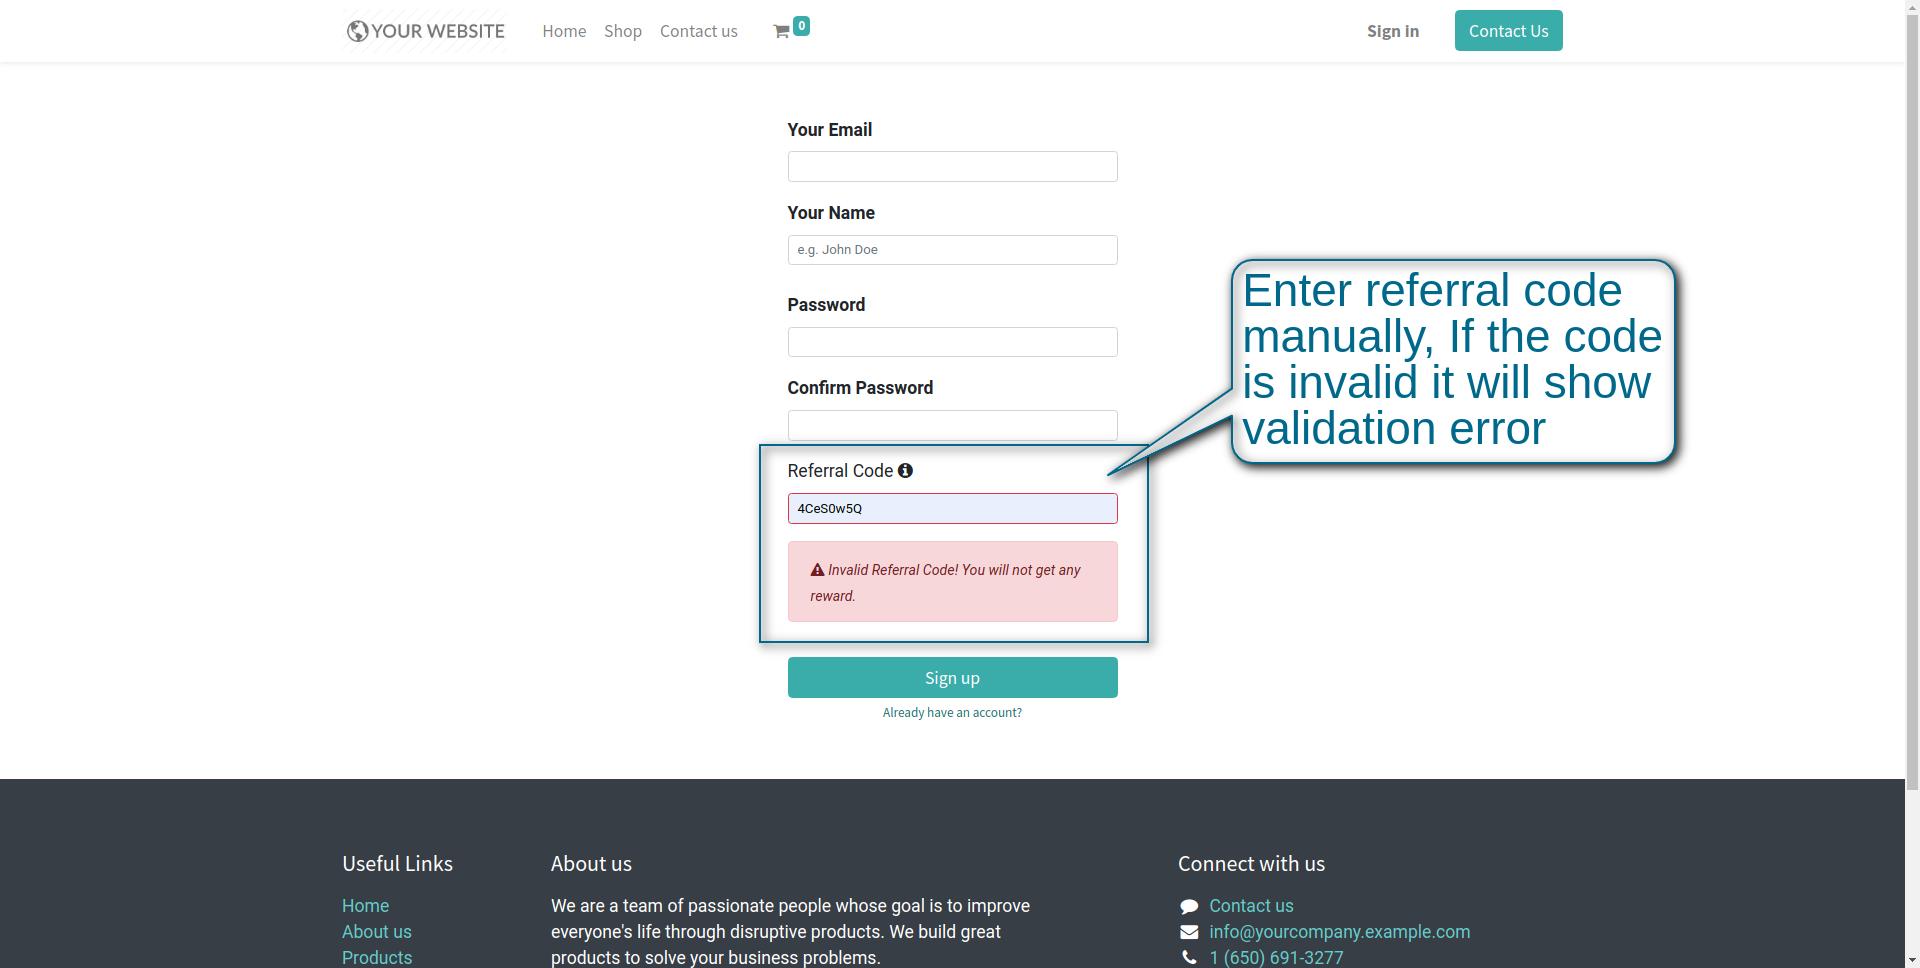 YOUR WEBSITE Home Shop Contact us 0 Sign in Contact Us
Your Email
Your Name
e.g. John Doe
Password
Confirm Password
Enter referral code
manually, If the code
is invalid it will show
validation error
Referral Code
4CeS0w5Q
Invalid Referral Code! You will not get any
reward.
Sign up
Already have an account?
Useful Links
Home
About us
Products
About us
We are a team of passionate people whose goal is to improve
everyone's life through disruptive products. We build great
products to solve your business problems.
Connect with us
Contact us
info@yourcompany.example.com
1 (650) 691-3277